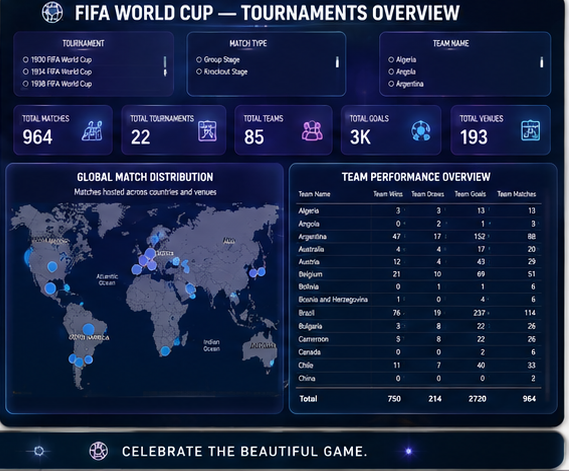 FIFA WORLD CUP — TOURNAMENTS OVERVIEW
TOURNAMENT
1930 FIFA World Cup
1934 FIFA World Cup
1938 FIFA World Cup
MATCH TYPE
Group Stage
Knockout Stage
TEAM NAME
Algeria
Angola
Argentina
TOTAL MATCHES
964
TOTAL TOURNAMENTS
22
TOTAL TEAMS
85
TOTAL GOALS
3K
TOTAL VENUES
193
GLOBAL MATCH DISTRIBUTION
Matches hosted across countries and venues
ASIA
Atlantic
Ocean
SOUTH AMERICA
Indian
Ocean
TEAM PERFORMANCE OVERVIEW
Team Name Team Wins Team Draws Team Goals Team Matches
Algeria 3 3 13 13
Angola 0 2 1 3
Argentina 47 17 152 88
Australia 4 4 17 20
Austria 12 4 43 29
Belgium 21 10 69 51
Bolivia 0 1 1 6
Bosnia and Herzegovina 1 0 4 6
Brazil 76 19 237 114
Bulgaria 3 8 22 26
Cameroon 5 8 22 26
Canada 0 0 2 6
Chile 11 7 40 33
China 0 0 0 2
Total 750 214 2720 964
CELEBRATE THE BEAUTIFUL GAME.